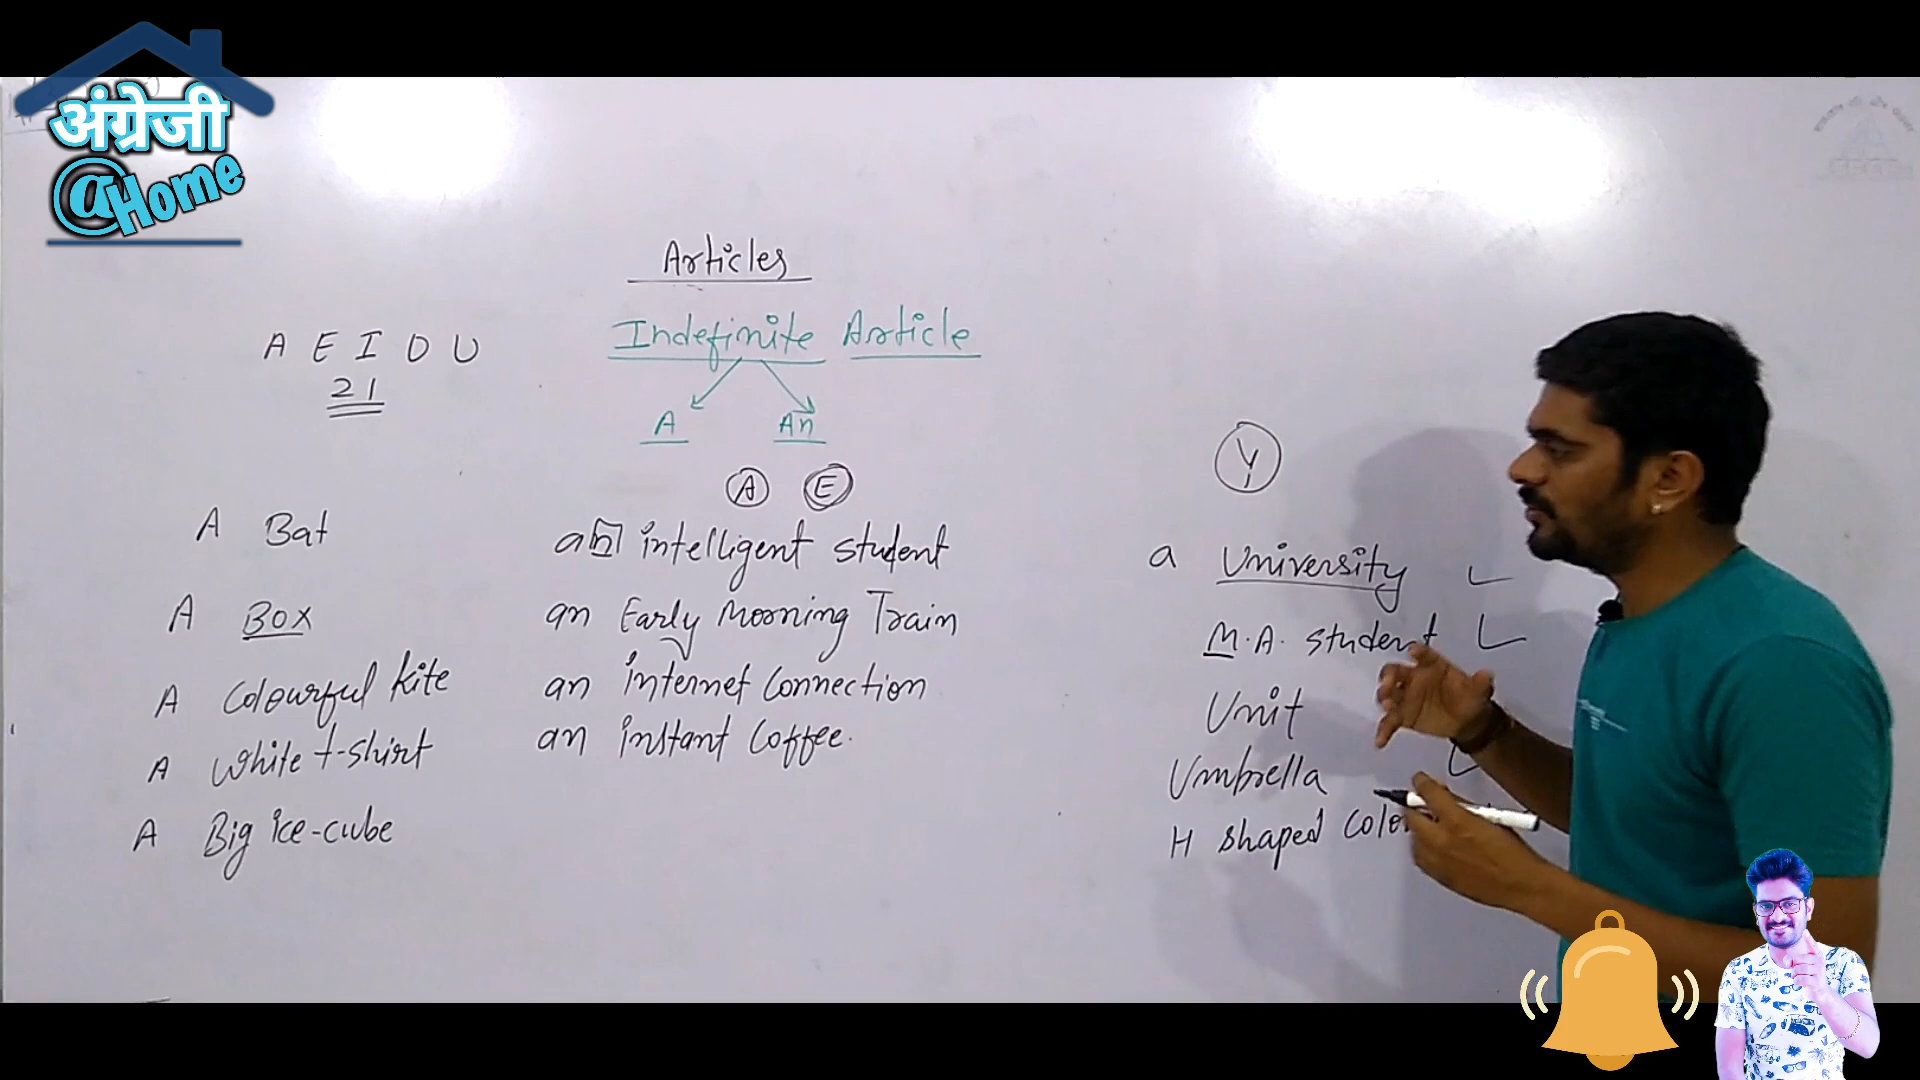 अंग्रेजी
@Home
Articles
Indefinite Article
A E I O U
21
A An
A E
A Bat
A Box
A Colourful kite
A white t-shirt
A Big ice-cube
an intelligent student
an Early Morning Train
an internet Connection
an instant Coffee.
Y
a University
M.A. student
Unit
Umbrella
H shaped Colo